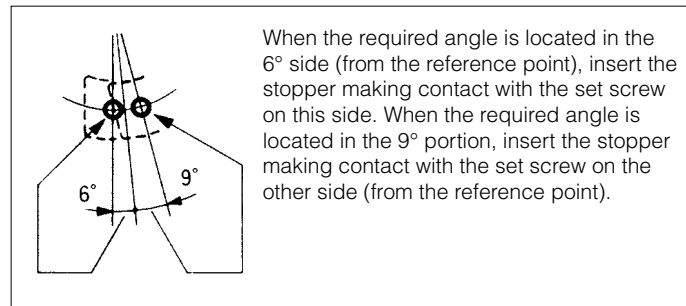 When the required angle is located in the
6° side (from the reference point), insert the
stopper making contact with the set screw
on this side. When the required angle is
located in the 9° portion, insert the stopper
making contact with the set screw on the
other side (from the reference point).
6°
9°